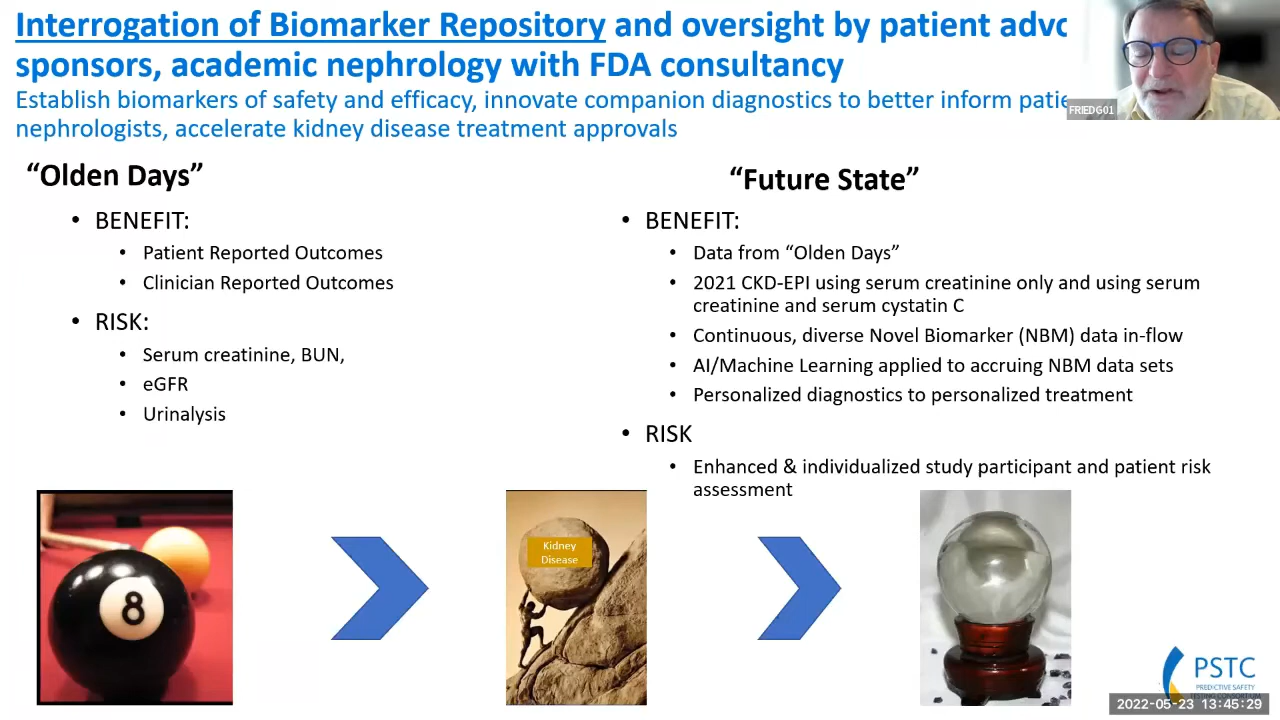 Interrogation of Biomarker Repository and oversight by patient advo
sponsors, academic nephrology with FDA consultancy
Establish biomarkers of safety and efficacy, innovate companion diagnostics to better inform patie
nephrologists, accelerate kidney disease treatment approvals
FRIEDG01
“Olden Days”
• BENEFIT:
• Patient Reported Outcomes
• Clinician Reported Outcomes
• RISK:
• Serum creatinine, BUN,
• eGFR
• Urinalysis
“Future State”
• BENEFIT:
• Data from “Olden Days”
• 2021 CKD-EPI using serum creatinine only and using serum
creatinine and serum cystatin C
• Continuous, diverse Novel Biomarker (NBM) data in-flow
• AI/Machine Learning applied to accruing NBM data sets
• Personalized diagnostics to personalized treatment
• RISK
• Enhanced & individualized study participant and patient risk
assessment
8
Kidney
Disease
PSTC
PREDICTIVE SAFETY
2022-05-23 13:45:29